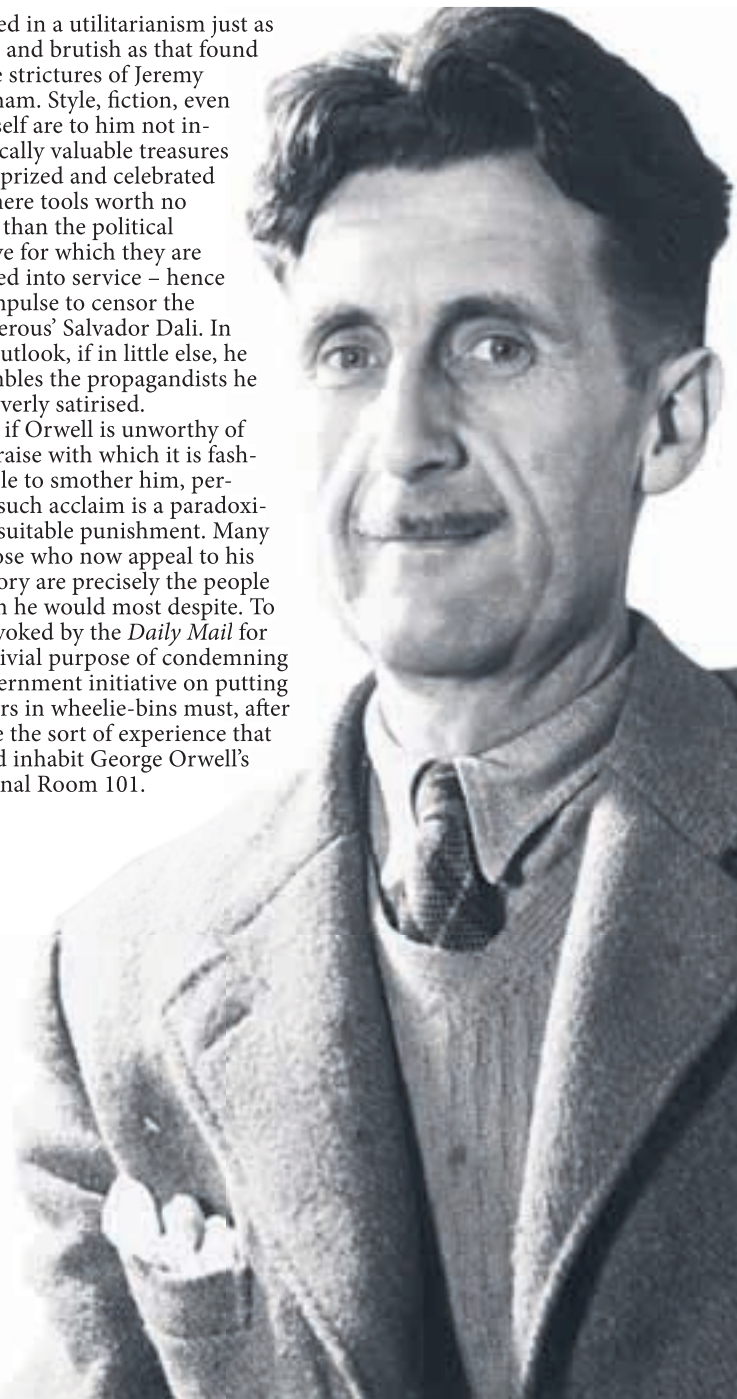 ed in a utilitarianism just as
and brutish as that found
e strictures of Jeremy
ham. Style, fiction, even
self are to him not in-
cally valuable treasures
prized and celebrated
mere tools worth no
than the political
ve for which they are
ed into service – hence
mpulse to censor the
erous’ Salvador Dali. In
utlook, if in little else, he
mbles the propagandists he
verly satirised.
if Orwell is unworthy of
raise with which it is fash-
le to smother him, per-
such acclaim is a paradoxi-
suitable punishment. Many
ose who now appeal to his
ory are precisely the people
m he would most despite. To
voked by the Daily Mail for
ivial purpose of condemning
ernment initiative on putting
rs in wheelie-bins must, after
e the sort of experience that
d inhabit George Orwell’s
nal Room 101.